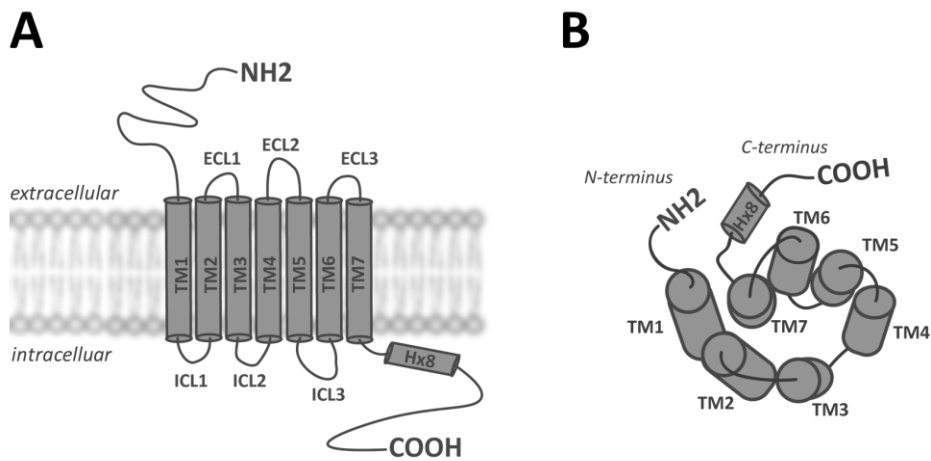 A
NH2
ECL1
ECL2
ECL3
extracellular
TM1
TM2
TM3
TM4
TM5
TM6
TM7
intracelluar
ICL1
ICL2
ICL3
Hx8
COOH
B
C-terminus
N-terminus
COOH
NH2
Hx8
TM6
TM5
TM1
TM7
TM4
TM2
TM3